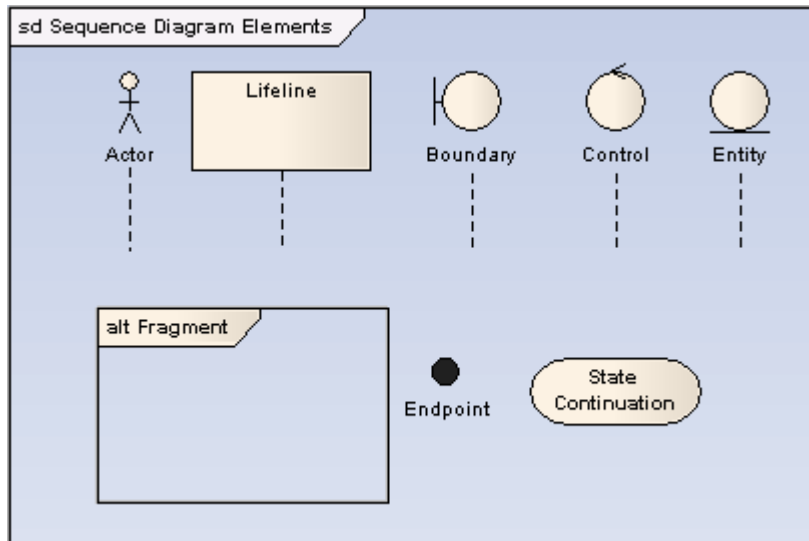 sd Sequence Diagram Elements
Lifeline
Actor
Boundary
Control
Entity
alt Fragment
Endpoint
State
Continuation